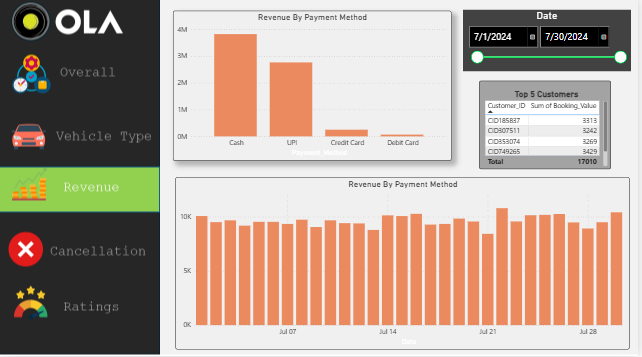 OLA
Overall
Vehicle Type
Revenue
Cancellation
Ratings
Revenue By Payment Method
4M
3M
2M
1M
0M
Cash
UPI
Credit Card
Debit Card
Payment_Method
Date
7/1/2024
7/30/2024
Top 5 Customers
Customer_ID Sum of Booking_Value
CID185837 3313
CID307511 3242
CID353074 3269
CID749265 3429
Total 17010
Revenue By Payment Method
10K
5K
0K
Jul 07
Jul 14
Jul 21
Jul 28
Date